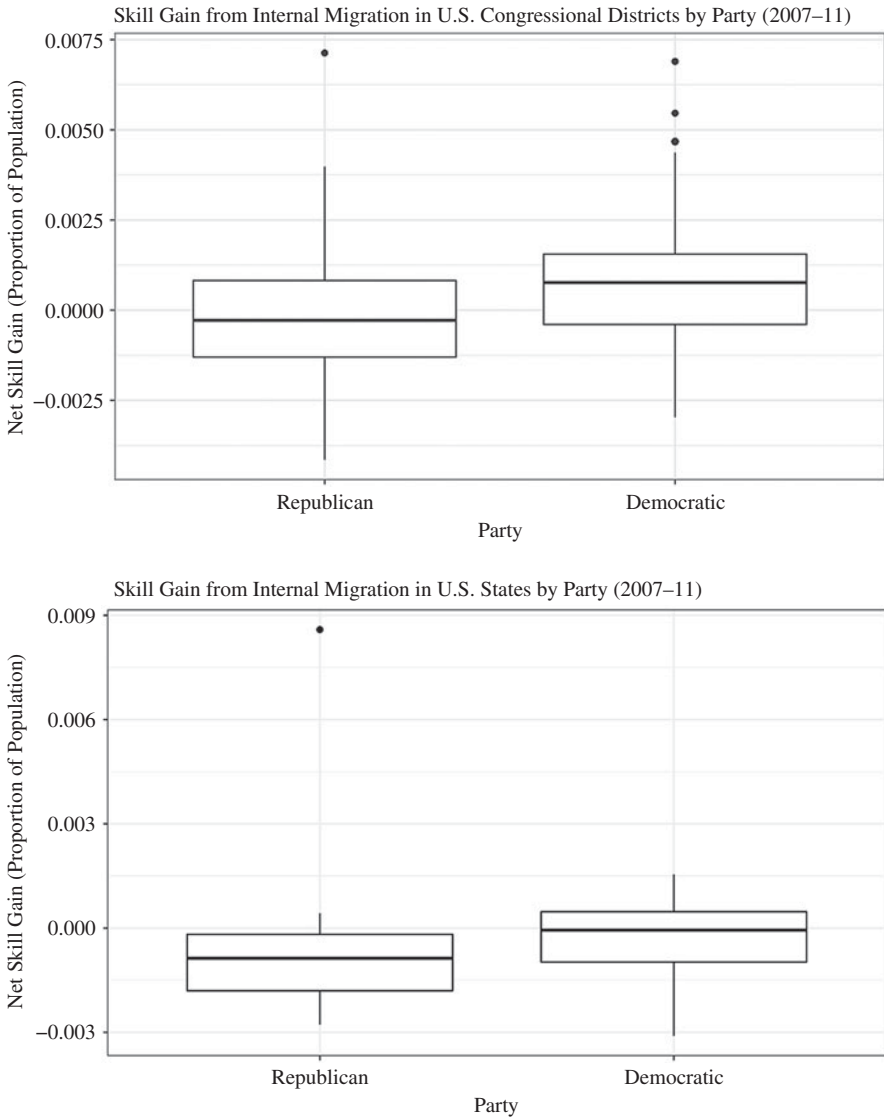 Skill Gain from Internal Migration in U.S. Congressional Districts by Party (2007–11)
Net Skill Gain (Proportion of Population)
0.0075
0.0050
0.0025
0.0000
−0.0025
Republican Democratic
Party
Skill Gain from Internal Migration in U.S. States by Party (2007–11)
Net Skill Gain (Proportion of Population)
0.009
0.006
0.003
0.000
−0.003
Republican Democratic
Party